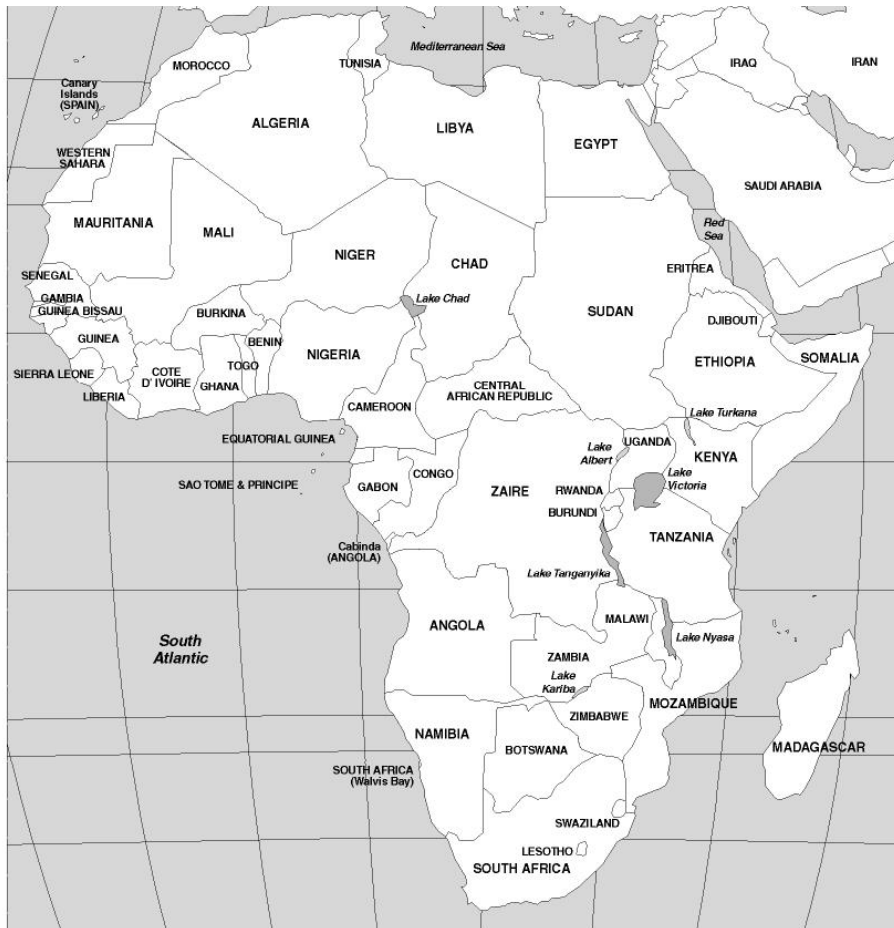 Mediterranean Sea
MOROCCO
TUNISIA
IRAQ
IRAN
Canary
Islands
(SPAIN)
ALGERIA
LIBYA
EGYPT
WESTERN
SAHARA
SAUDI ARABIA
MAURITANIA
MALI
NIGER
CHAD
Red
Sea
SENEGAL
ERITREA
GAMBIA
Lake Chad
GUINEA BISSAU
BURKINA
SUDAN
DJIBOUTI
GUINEA
BENIN
NIGERIA
SOMALIA
SIERRA LEONE
COTE
D' IVOIRE
TOGO
GHANA
ETHIOPIA
LIBERIA
CENTRAL
AFRICAN REPUBLIC
CAMEROON
Lake Turkana
EQUATORIAL GUINEA
UGANDA
Lake
Albert
KENYA
CONGO
Lake
Victoria
SAO TOME & PRINCIPE
GABON
ZAIRE
RWANDA
BURUNDI
TANZANIA
Cabinda
(ANGOLA)
Lake Tanganyika
ANGOLA
MALAWI
South
Atlantic
Lake Nyasa
ZAMBIA
Lake
Kariba
MOZAMBIQUE
ZIMBABWE
NAMIBIA
BOTSWANA
MADAGASCAR
SOUTH AFRICA
(Walvis Bay)
SWAZILAND
LESOTHO
SOUTH AFRICA